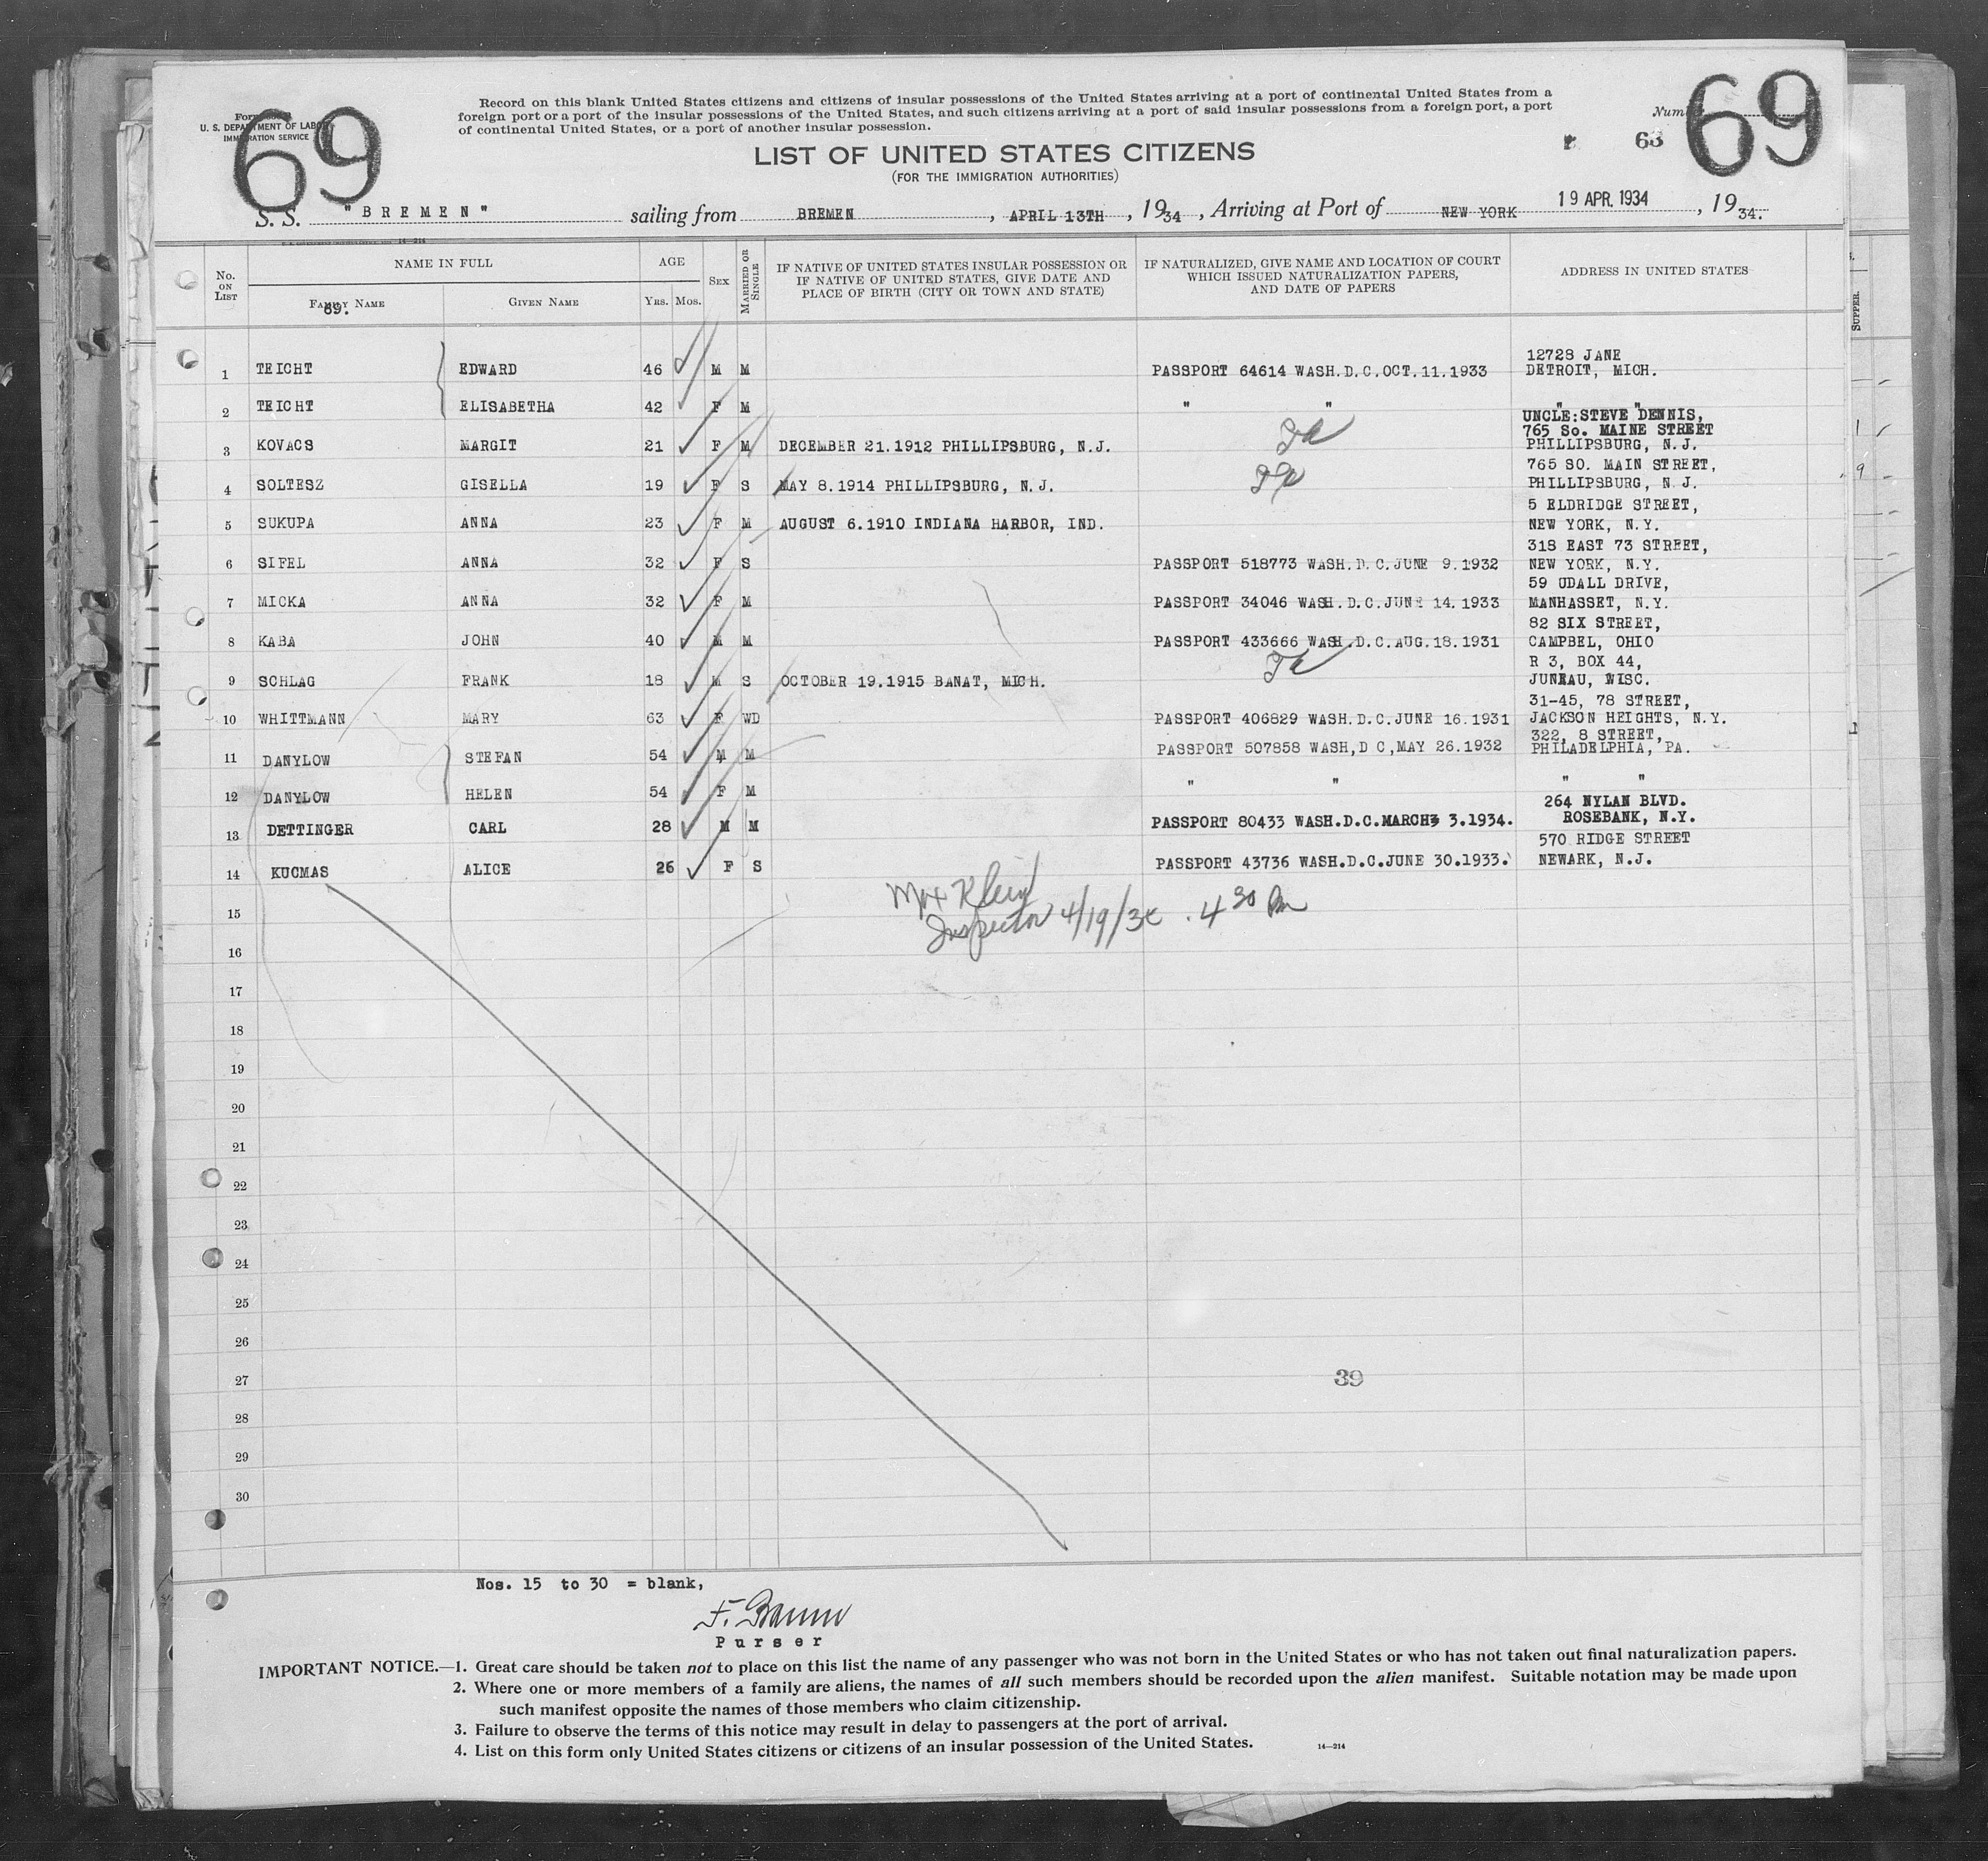 69
69
Record on this blank United States citizens and citizens of insular possessions of the United States arriving at a port of continental United States from a
foreign port or a port of the insular possessions of the United States, and such citizens arriving at a port of said insular possessions from a foreign port, a port
of continental United States, or a port of another insular possession.
U. S. DEPARTMENT OF LABOR
IMMIGRATION SERVICE
63
LIST OF UNITED STATES CITIZENS
(FOR THE IMMIGRATION AUTHORITIES)
S. S. "BREMEN" sailing from BREMEN, APRIL 13TH, 1934, Arriving at Port of NEW YORK 19 APR. 1934, 1934.
No. ON LIST
NAME IN FULL
FAMILY NAME
GIVEN NAME
AGE
YRS. MOS.
SEX
MARRIED OR SINGLE
IF NATIVE OF UNITED STATES INSULAR POSSESSION OR
IF NATIVE OF UNITED STATES, GIVE DATE AND
PLACE OF BIRTH (CITY OR TOWN AND STATE)
IF NATURALIZED, GIVE NAME AND LOCATION OF COURT
WHICH ISSUED NATURALIZATION PAPERS,
AND DATE OF PAPERS
ADDRESS IN UNITED STATES
SUPPER.
69.
12728 JANE
1 TEICHT EDWARD 46 M M PASSPORT 64614 WASH.D.C.OCT.11.1933 DETROIT, MICH.
2 TEICHT ELISABETHA 42 F M " " " "
UNCLE:STEVE DENNIS,
765 So. MAINE STREET
3 KOVACS MARGIT 21 F M DECEMBER 21.1912 PHILLIPSBURG, N.J. PHILLIPSBURG, N.J.
765 SO. MAIN STREET,
4 SOLTESZ GISELLA 19 F S MAY 8.1914 PHILLIPSBURG, N.J. PHILLIPSBURG, N.J.
5 ELDRIDGE STREET,
5 SUKUPA ANNA 23 F M AUGUST 6.1910 INDIANA HARBOR, IND. NEW YORK, N.Y.
318 EAST 73 STREET,
6 SIFEL ANNA 32 F S PASSPORT 518773 WASH.D.C.JUNE 9.1932 NEW YORK, N.Y.
59 UDALL DRIVE,
7 MICKA ANNA 32 F M PASSPORT 34046 WASH.D.C.JUNE 14.1933 MANHASSET, N.Y.
82 SIX STREET,
8 KABA JOHN 40 M M PASSPORT 433666 WASH.D.C.AUG.18.1931 CAMPBEL, OHIO
R 3, BOX 44,
9 SCHLAG FRANK 18 M S OCTOBER 19.1915 BANAT, MICH. JUNEAU, WISC.
31-45, 78 STREET,
10 WHITTMANN MARY 63 F WD PASSPORT 406829 WASH.D.C.JUNE 16.1931 JACKSON HEIGHTS, N.Y.
322, 8 STREET,
11 DANYLOW STEFAN 54 M M PASSPORT 507858 WASH,D C,MAY 26.1932 PHILADELPHIA, PA.
12 DANYLOW HELEN 54 F M " " " "
264 HYLAN BLVD.
13 DETTINGER CARL 28 M M PASSPORT 80433 WASH.D.C.MARCH 3.1934. ROSEBANK, N.Y.
570 RIDGE STREET
14 KUCMAS ALICE 26 F S PASSPORT 43736 WASH.D.C.JUNE 30.1933. NEWARK, N.J.
Max Klein
15
Inspector 4/19/34 . 4 30 Pm
16
17
18
19
20
21
22
23
24
25
26
27
39
28
29
30
Nos. 15 to 30 = blank,
Purser
IMPORTANT NOTICE.—1. Great care should be taken not to place on this list the name of any passenger who was not born in the United States or who has not taken out final naturalization papers.
2. Where one or more members of a family are aliens, the names of all such members should be recorded upon the alien manifest. Suitable notation may be made upon
such manifest opposite the names of those members who claim citizenship.
3. Failure to observe the terms of this notice may result in delay to passengers at the port of arrival.
4. List on this form only United States citizens or citizens of an insular possession of the United States.
14—214